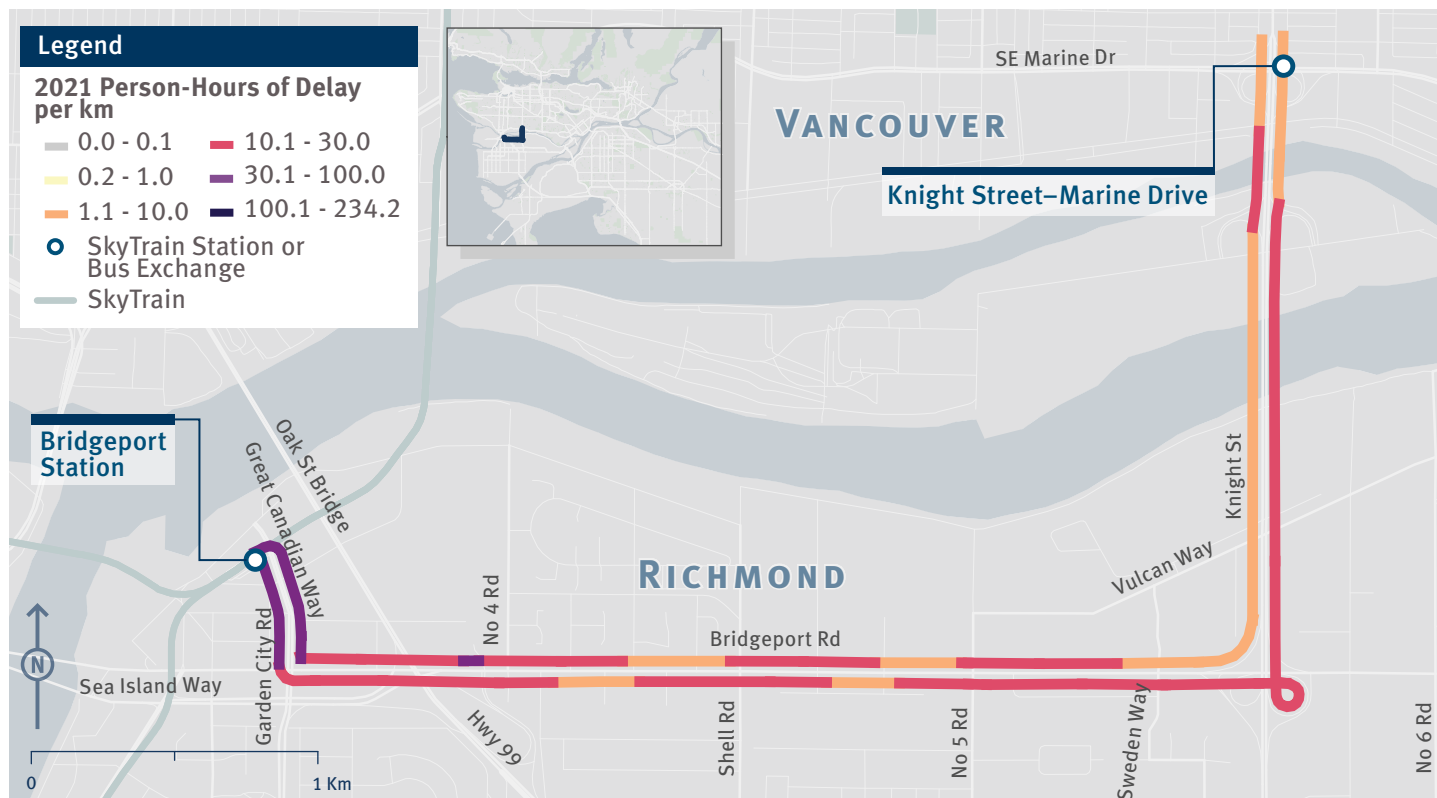 Legend
2021 Person-Hours of Delay
per km
0.0 - 0.1
0.2 - 1.0
1.1 - 10.0
10.1 - 30.0
30.1 - 100.0
100.1 - 234.2
SkyTrain Station or
Bus Exchange
SkyTrain
SE Marine Dr
VANCOUVER
Knight Street–Marine Drive
Bridgeport
Station
Oak St Bridge
Great Canadian Way
Knight St
Vulcan Way
RICHMOND
No 4 Rd
Bridgeport Rd
N
Sea Island Way
Garden City Rd
Hwy 99
Shell Rd
No 5 Rd
Sweden Way
No 6 Rd
0
1 Km